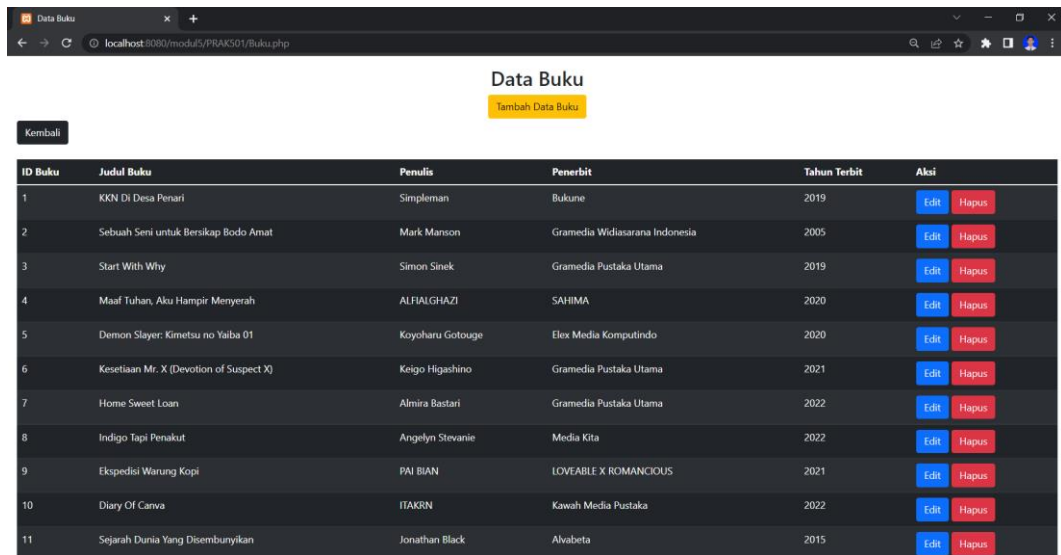 Data Buku
localhost:8080/modul5/PRAK501/Buku.php
Data Buku
Tambah Data Buku
Kembali
ID Buku Judul Buku Penulis Penerbit Tahun Terbit Aksi
1 KKN Di Desa Penari Simpleman Bukune 2019 Edit Hapus
2 Sebuah Seni untuk Bersikap Bodo Amat Mark Manson Gramedia Widiasarana Indonesia 2005 Edit Hapus
3 Start With Why Simon Sinek Gramedia Pustaka Utama 2019 Edit Hapus
4 Maaf Tuhan, Aku Hampir Menyerah ALFIALGHAZI SAHIMA 2020 Edit Hapus
5 Demon Slayer: Kimetsu no Yaiba 01 Koyoharu Gotouge Elex Media Komputindo 2020 Edit Hapus
6 Kesetiaan Mr. X (Devotion of Suspect X) Keigo Higashino Gramedia Pustaka Utama 2021 Edit Hapus
7 Home Sweet Loan Almira Bastari Gramedia Pustaka Utama 2022 Edit Hapus
8 Indigo Tapi Penakut Angelyn Stevanie Media Kita 2022 Edit Hapus
9 Ekspedisi Warung Kopi PAI BIAN LOVEABLE X ROMANCIOUS 2021 Edit Hapus
10 Diary Of Canva ITAKRN Kawah Media Pustaka 2022 Edit Hapus
11 Sejarah Dunia Yang Disembunyikan Jonathan Black Alvabeta 2015 Edit Hapus